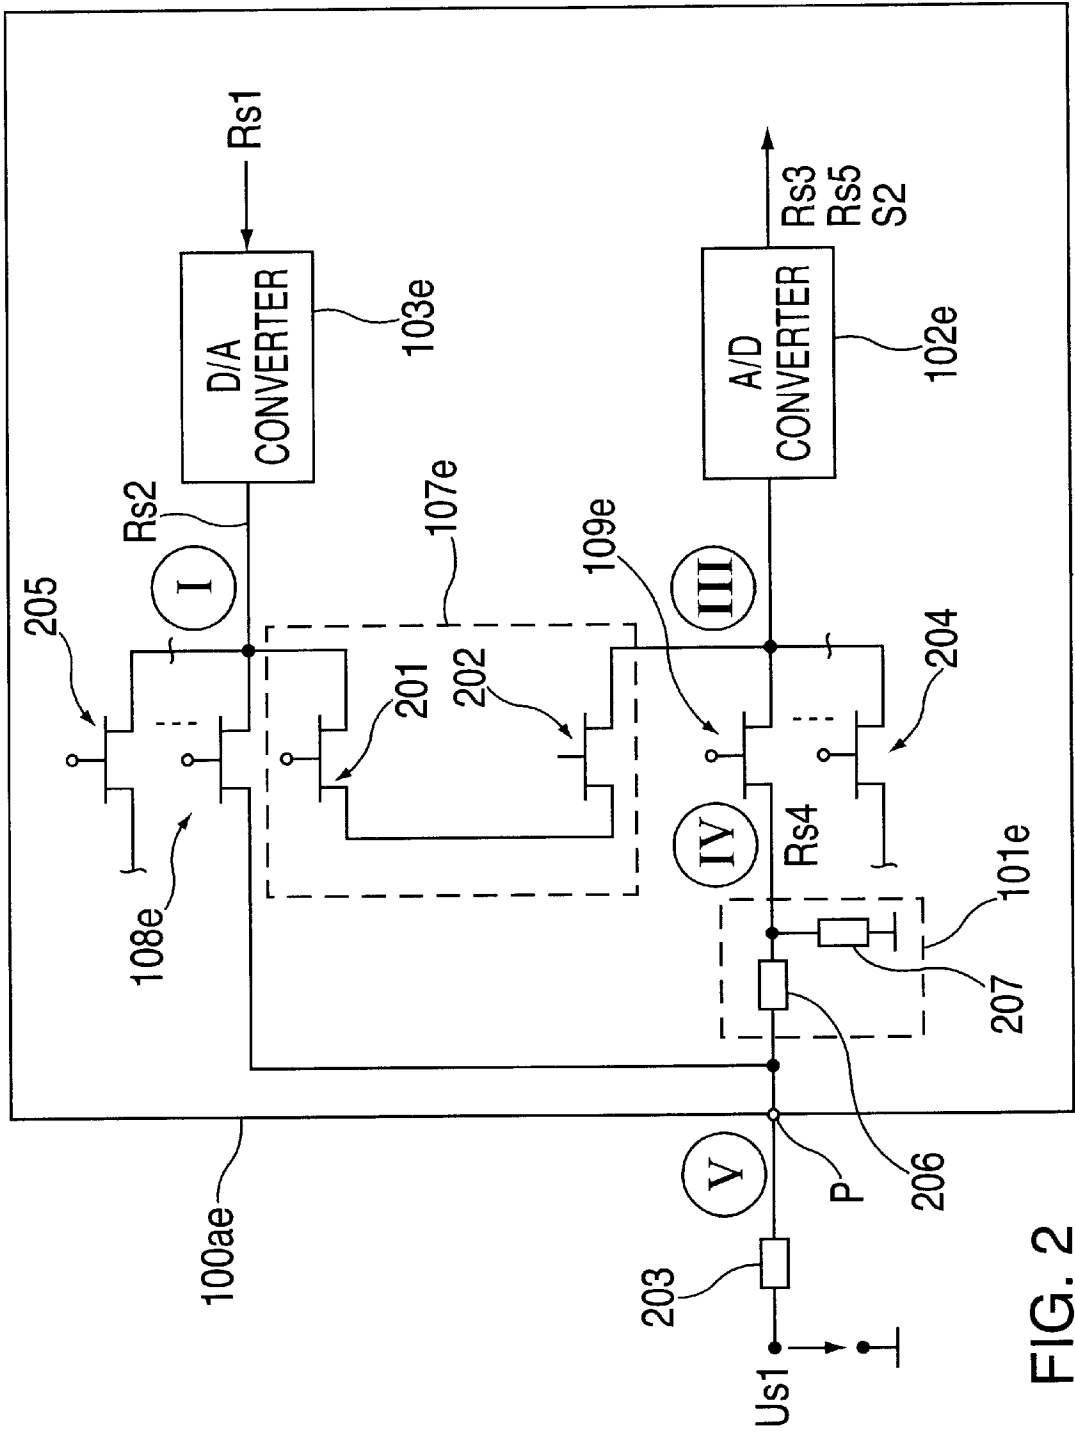 100ae
108e
205
I
Rs2
D/A
CONVERTER
103e
Rs1
201
202
107e
V
203
Us1
P
206
207
101e
IV
Rs4
109e
204
III
A/D
CONVERTER
102e
Rs3
Rs5
S2
FIG. 2